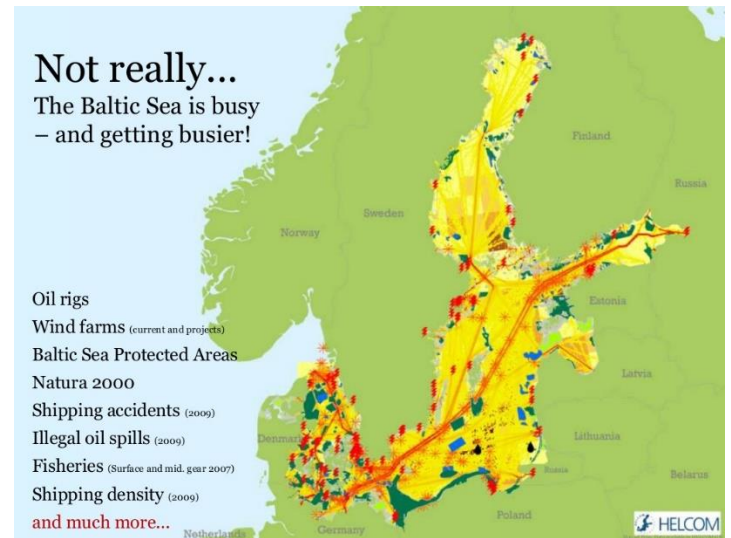 Not really...
The Baltic Sea is busy
– and getting busier!
Finland
Russia
Sweden
Norway
Oil rigs
Wind farms (current and projects)
Estonia
Baltic Sea Protected Areas
Natura 2000
Latvia
Shipping accidents (2009)
Illegal oil spills (2009)
Denmark
Lithuania
Fisheries (Surface and mid. gear 2007)
Russia
Belarus
Shipping density (2009)
Poland
and much more...
Netherlands
Germany
HELCOM